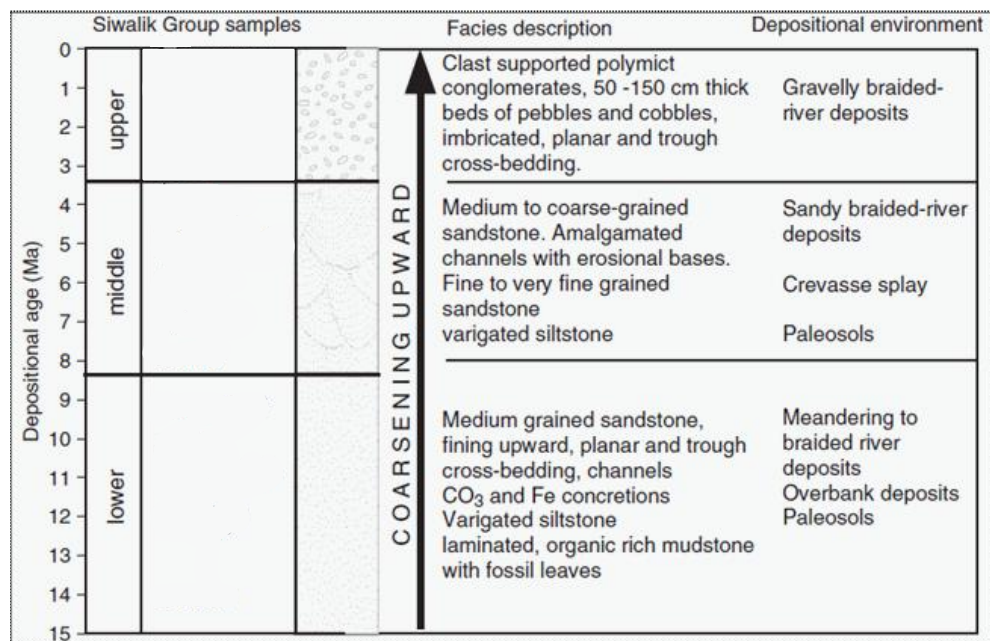 Siwalik Group samples
Facies description
Depositional environment
Depositional age (Ma)
0
1
2
3
4
5
6
7
8
9
10
11
12
13
14
15
upper
middle
lower
COARSENING UPWARD
Clast supported polymict
conglomerates, 50 -150 cm thick
beds of pebbles and cobbles,
imbricated, planar and trough
cross-bedding.
Gravelly braided-
river deposits
Medium to coarse-grained
sandstone. Amalgamated
channels with erosional bases.
Fine to very fine grained
sandstone
varigated siltstone
Sandy braided-river
deposits
Crevasse splay
Paleosols
Medium grained sandstone,
fining upward, planar and trough
cross-bedding, channels
CO₃ and Fe concretions
Varigated siltstone
laminated, organic rich mudstone
with fossil leaves
Meandering to
braided river
deposits
Overbank deposits
Paleosols